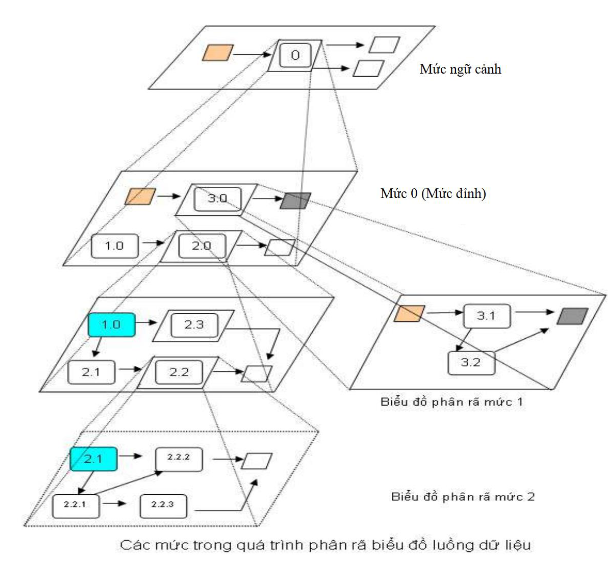 0
Mức ngữ cảnh
3.0
Mức 0 (Mức đỉnh)
1.0
2.0
1.0
2.3
3.1
2.1
2.2
3.2
Biểu đồ phân rã mức 1
2.1
2.2.2
2.2.1
2.2.3
Biểu đồ phân rã mức 2
Các mức trong quá trình phân rã biểu đồ luồng dữ liệu